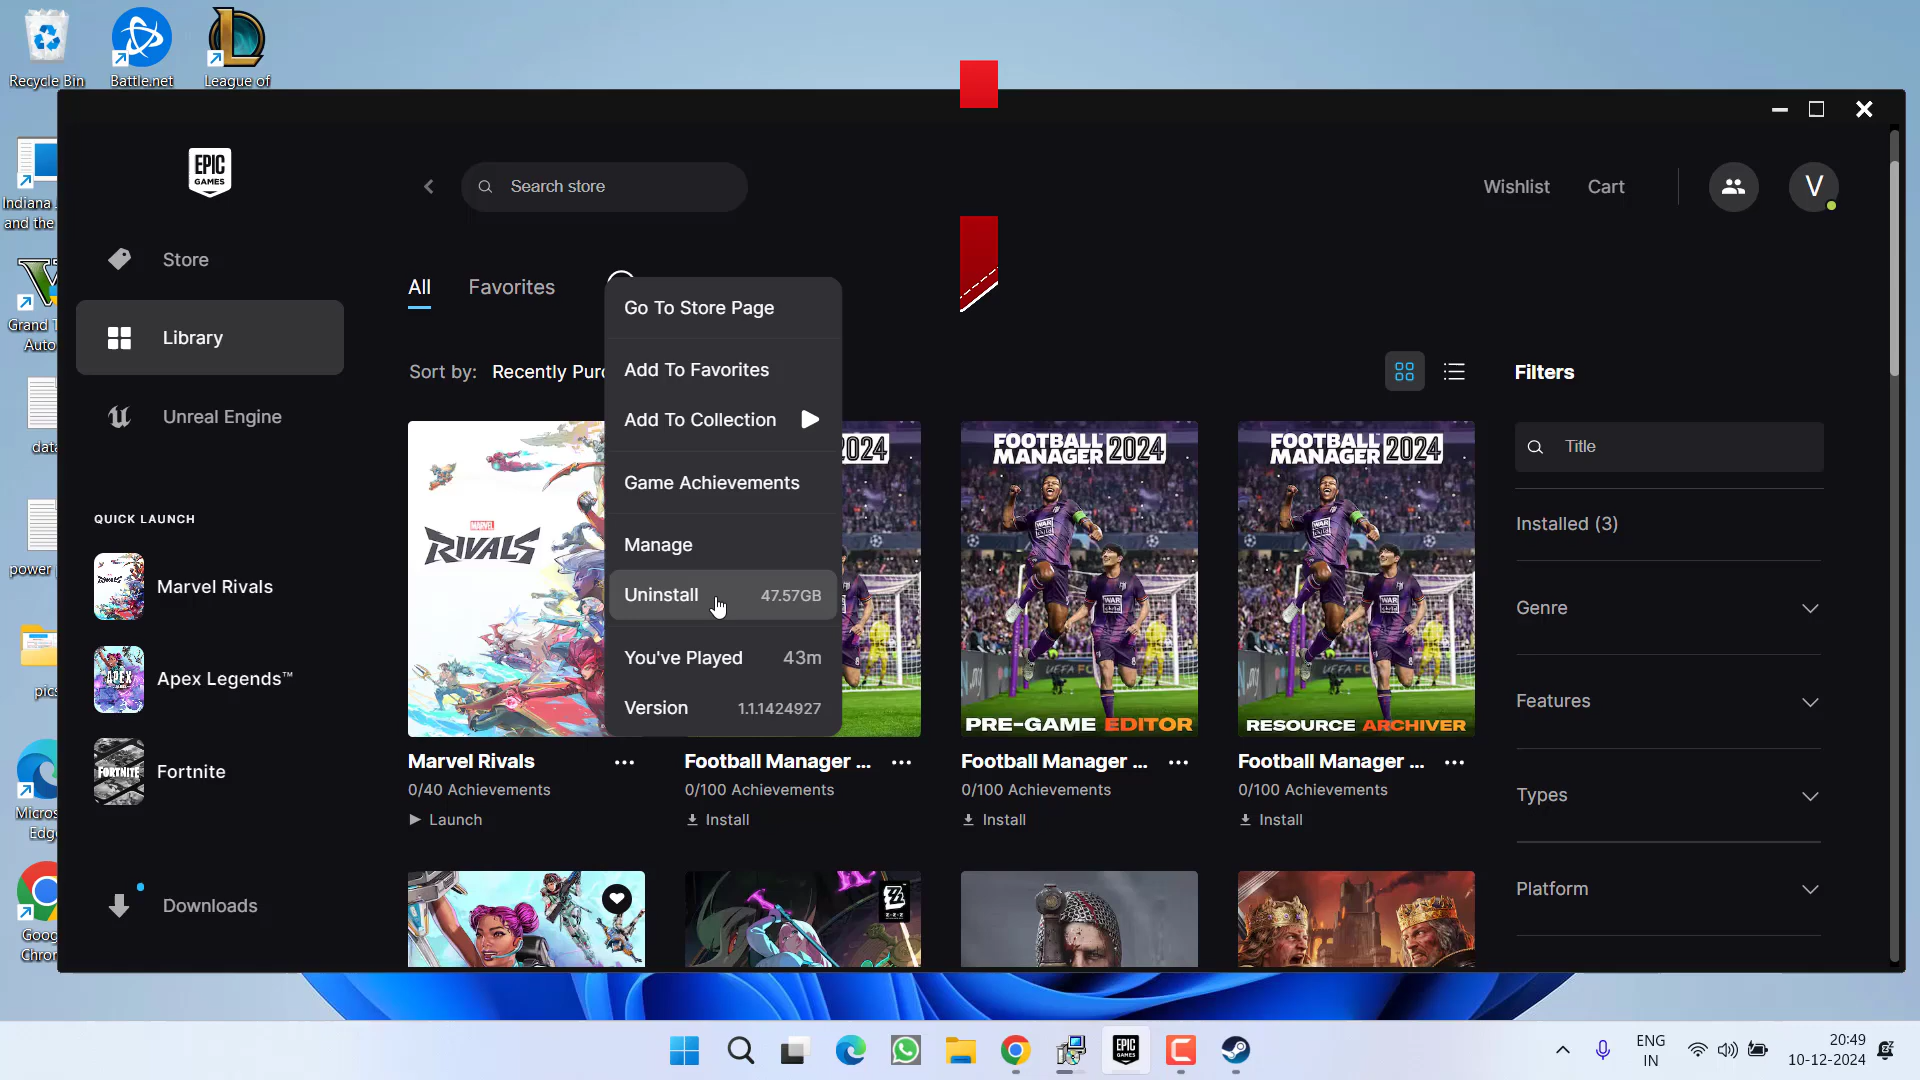 Recycle Bin
Battle.net
League of
Indiana
and the
Grand T
Auto
data
power
pics
Micros
Edg
Goog
Chron
EPIC
GAMES
Search store
Wishlist
Cart
V
Store
Library
Unreal Engine
QUICK LAUNCH
Marvel Rivals
Apex Legends™
Fortnite
Downloads
All
Favorites
Sort by:
Recently Purc
Go To Store Page
Add To Favorites
Add To Collection
Game Achievements
Manage
Uninstall
47.57GB
You've Played
43m
Version
1.1.1424927
MARVEL
RIVALS
2024
FOOTBALL
MANAGER 2024
PRE-GAME EDITOR
FOOTBALL
MANAGER 2024
RESOURCE ARCHIVER
Marvel Rivals
0/40 Achievements
Launch
Football Manager ...
0/100 Achievements
Install
Football Manager ...
0/100 Achievements
Install
Football Manager ...
0/100 Achievements
Install
Filters
Title
Installed (3)
Genre
Features
Types
Platform
EPIC
GAMES
ENG
IN
20:49
10-12-2024